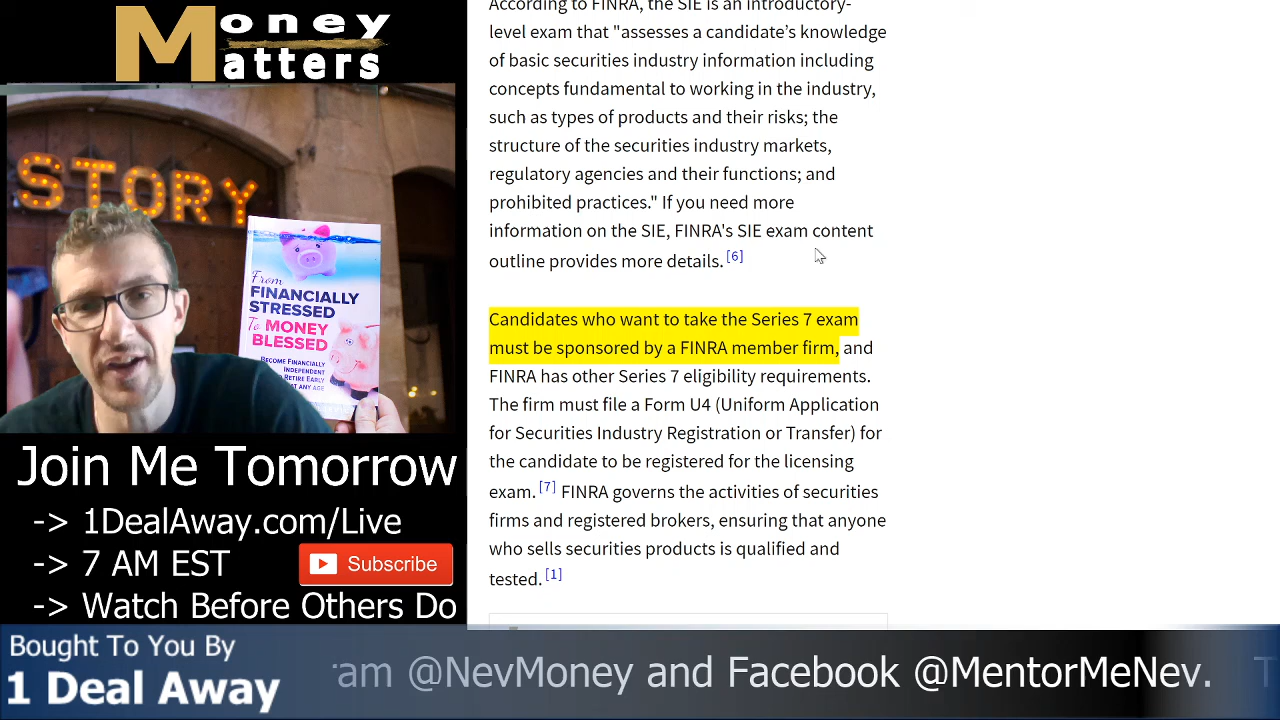 Money
Matters
STORY
From
FINANCIALLY
STRESSED
To MONEY
BLESSED
BECOME FINANCIALLY
INDEPENDENT
RETIRE EARLY
AT ANY AGE
Join Me Tomorrow
-> 1DealAway.com/Live
-> 7 AM EST
Subscribe
-> Watch Before Others Do
According to FINRA, the SIE is an introductory-
level exam that "assesses a candidate’s knowledge
of basic securities industry information including
concepts fundamental to working in the industry,
such as types of products and their risks; the
structure of the securities industry markets,
regulatory agencies and their functions; and
prohibited practices." If you need more
information on the SIE, FINRA's SIE exam content
outline provides more details. [6]
Candidates who want to take the Series 7 exam
must be sponsored by a FINRA member firm, and
FINRA has other Series 7 eligibility requirements.
The firm must file a Form U4 (Uniform Application
for Securities Industry Registration or Transfer) for
the candidate to be registered for the licensing
exam. [7] FINRA governs the activities of securities
firms and registered brokers, ensuring that anyone
who sells securities products is qualified and
tested. [1]
Bought To You By
1 Deal Away
am @NevMoney and Facebook @MentorMeNev.